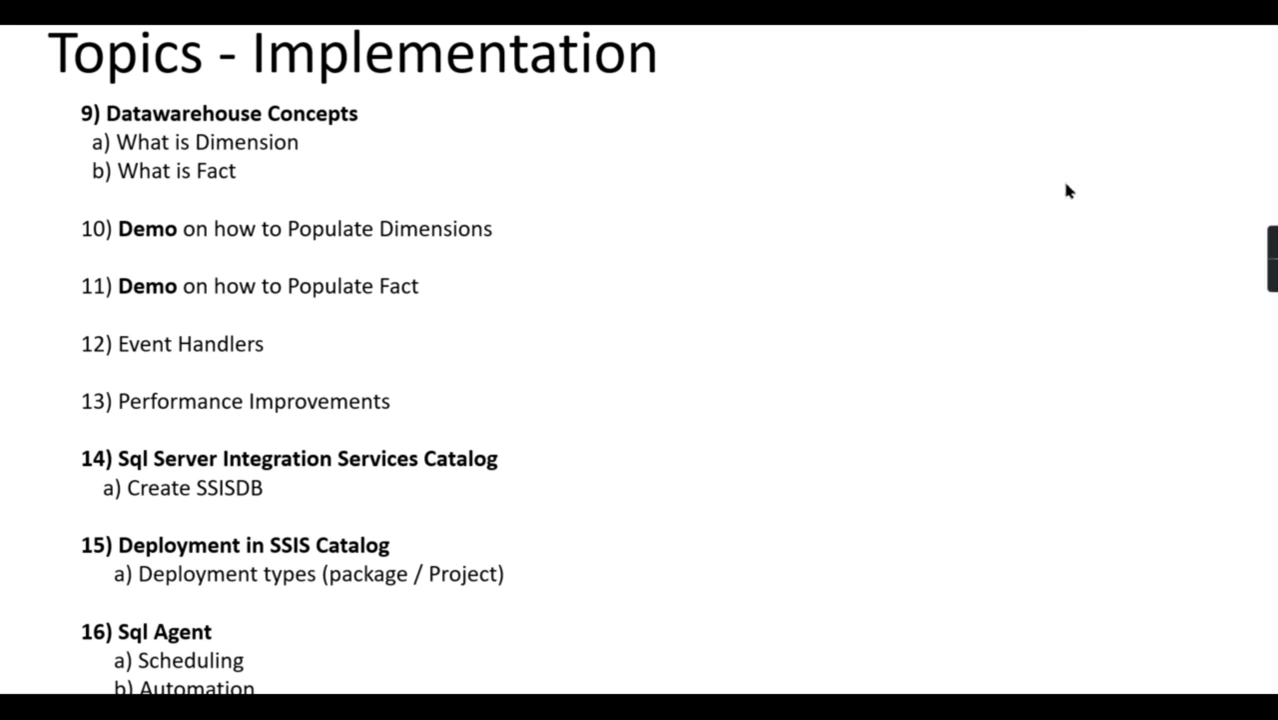 Topics - Implementation
9) Datawarehouse Concepts
a) What is Dimension
b) What is Fact
10) Demo on how to Populate Dimensions
11) Demo on how to Populate Fact
12) Event Handlers
13) Performance Improvements
14) Sql Server Integration Services Catalog
a) Create SSISDB
15) Deployment in SSIS Catalog
a) Deployment types (package / Project)
16) Sql Agent
a) Scheduling
b) Automation